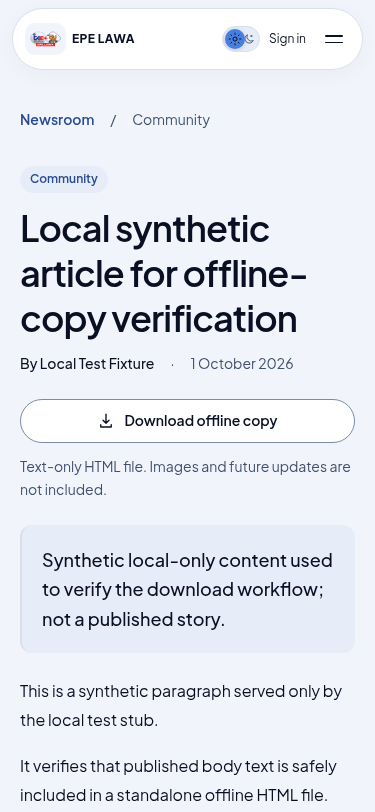 EPE LAWA
Sign in
Newsroom / Community
Community
Local synthetic
article for offline-
copy verification
By Local Test Fixture · 1 October 2026
Download offline copy
Text-only HTML file. Images and future updates are
not included.
Synthetic local-only content used
to verify the download workflow;
not a published story.
This is a synthetic paragraph served only by
the local test stub.
It verifies that published body text is safely
included in a standalone offline HTML file.